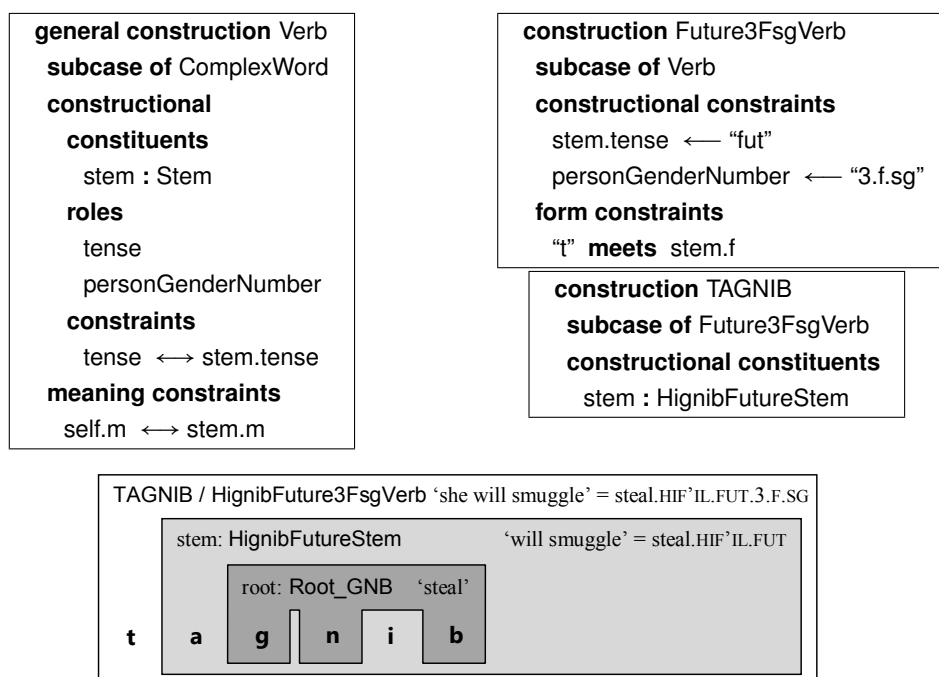 general construction Verb
subcase of ComplexWord
constructional
constituents
stem : Stem
roles
tense
personGenderNumber
constraints
tense ⟷ stem.tense
meaning constraints
self.m ⟷ stem.m
construction Future3FsgVerb
subcase of Verb
constructional constraints
stem.tense ⟵ “fut”
personGenderNumber ⟵ “3.f.sg”
form constraints
“t” meets stem.f
construction TAGNIB
subcase of Future3FsgVerb
constructional constituents
stem : HignibFutureStem
TAGNIB / HignibFuture3FsgVerb ‘she will smuggle’ = steal.HIF’IL.FUT.3.F.SG
stem: HignibFutureStem ‘will smuggle’ = steal.HIF’IL.FUT
root: Root_GNB ‘steal’
t a g n i b